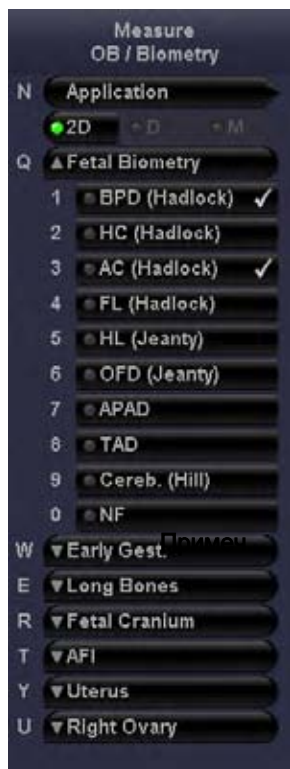 Measure
OB / Biometry
N Application
2D D M
Q Fetal Biometry
1 BPD (Hadlock) ✓
2 HC (Hadlock)
3 AC (Hadlock) ✓
4 FL (Hadlock)
5 HL (Jeanty)
6 OFD (Jeanty)
7 APAD
8 TAD
9 Cereb. (Hill)
0 NF
W Early Gest.
E Long Bones
R Fetal Cranium
T AFI
Y Uterus
U Right Ovary